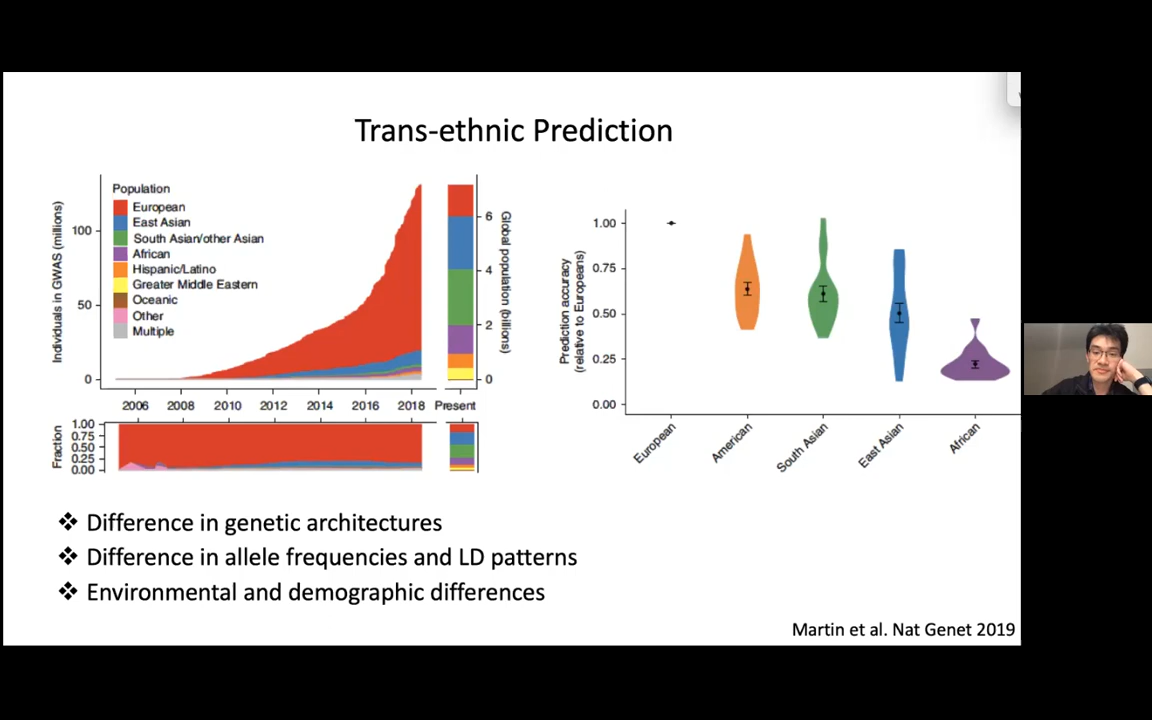 Trans-ethnic Prediction
Population
European
East Asian
South Asian/other Asian
African
Hispanic/Latino
Greater Middle Eastern
Oceanic
Other
Multiple
Individuals in GWAS (millions)
100
50
0
6
4
2
0
Global population (billions)
2006 2008 2010 2012 2014 2016 2018 Present
Fraction
1.00
0.75
0.50
0.25
0.00
Prediction accuracy
(relative to Europeans)
1.00
0.75
0.50
0.25
0.00
European
American
South Asian
East Asian
African
❖ Difference in genetic architectures
❖ Difference in allele frequencies and LD patterns
❖ Environmental and demographic differences
Martin et al. Nat Genet 2019